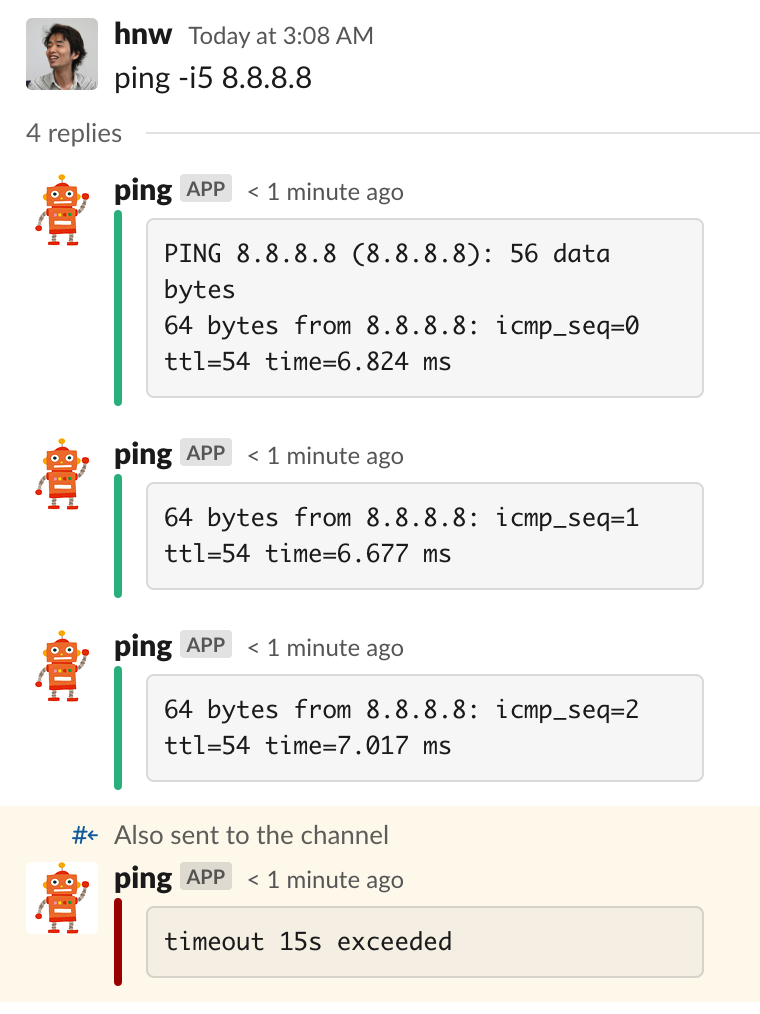 hnw Today at 3:08 AM
ping -i5 8.8.8.8
4 replies
ping APP < 1 minute ago
PING 8.8.8.8 (8.8.8.8): 56 data
bytes
64 bytes from 8.8.8.8: icmp_seq=0
ttl=54 time=6.824 ms
ping APP < 1 minute ago
64 bytes from 8.8.8.8: icmp_seq=1
ttl=54 time=6.677 ms
ping APP < 1 minute ago
64 bytes from 8.8.8.8: icmp_seq=2
ttl=54 time=7.017 ms
Also sent to the channel
ping APP < 1 minute ago
timeout 15s exceeded